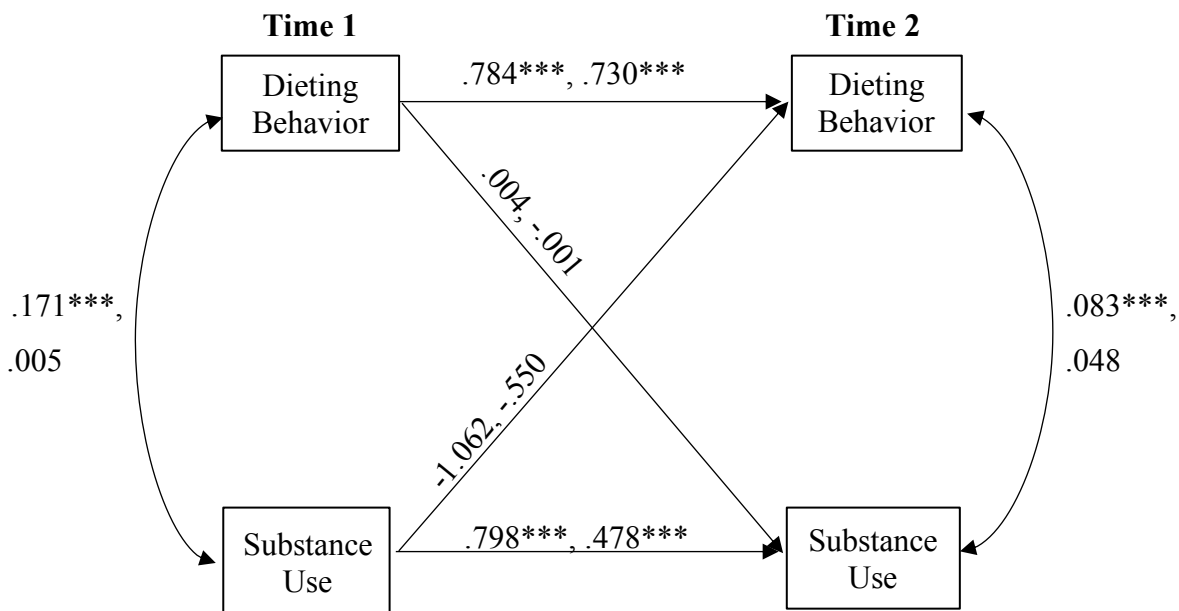 Time 1
Time 2
Dieting
Behavior
.784***, .730***
Dieting
Behavior
.004, -.001
.171***,
.005
.083***,
.048
-1.062, -.550
Substance
Use
.798***, .478***
Substance
Use